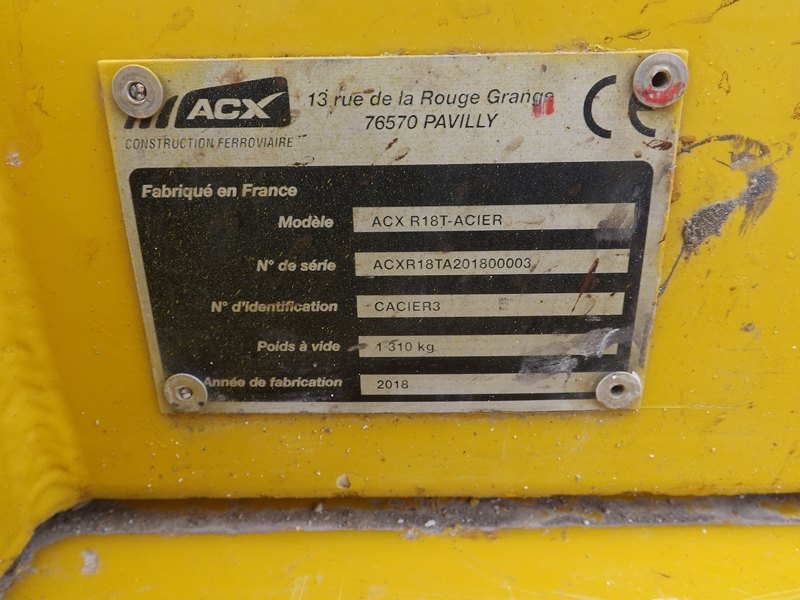 ACX
CONSTRUCTION FERROVIAIRE
13 rue de la Rouge Grange
76570 PAVILLY
CE
Fabriqué en France
Modèle ACX R18T-ACIER
N° de série ACXR18TA201800003
N° d'identification CACIER3
Poids à vide 1 310 kg
Année de fabrication 2018